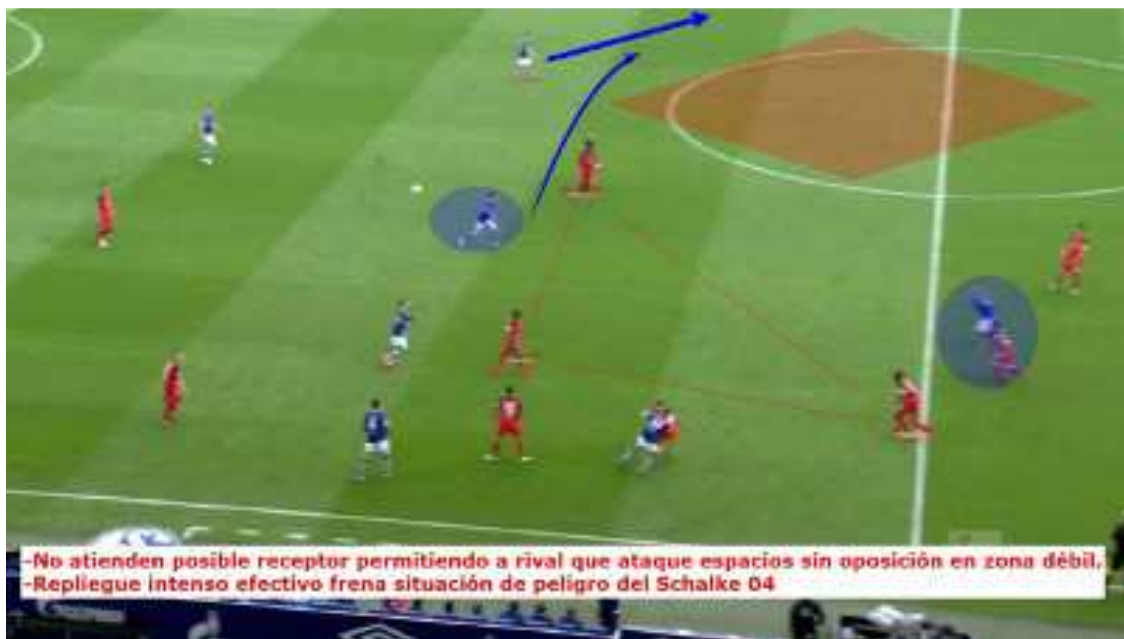 -No atienden posible receptor permitiendo a rival que ataque espacios sin oposición en zona débil.
-Repliegue intenso efectivo frena situación de peligro del Schalke 04